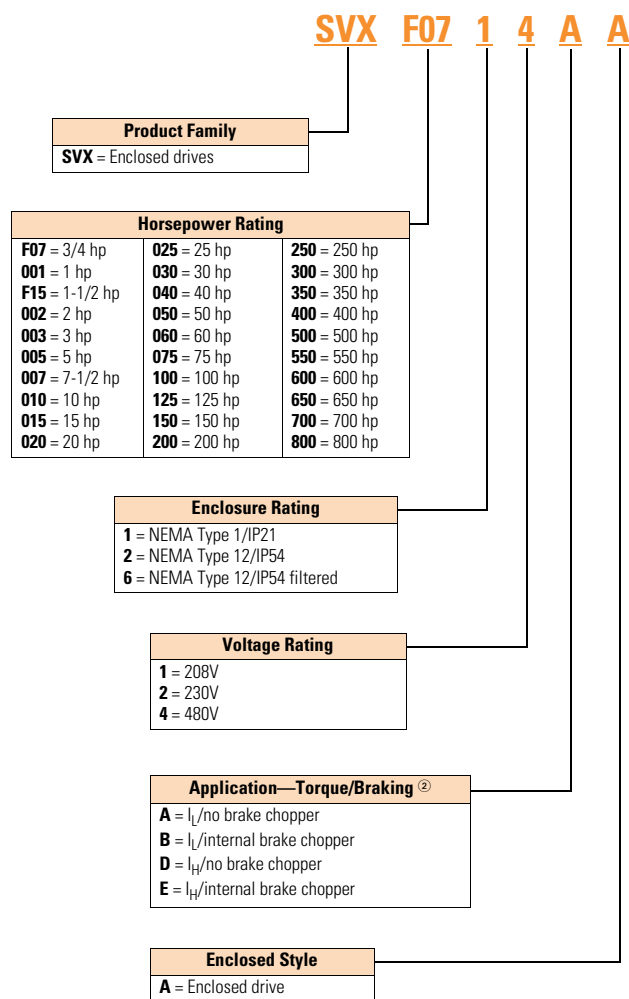 SVX F07 1 4 A A
Product Family
SVX = Enclosed drives
Horsepower Rating
F07 = 3/4 hp
001 = 1 hp
F15 = 1-1/2 hp
002 = 2 hp
003 = 3 hp
005 = 5 hp
007 = 7-1/2 hp
010 = 10 hp
015 = 15 hp
020 = 20 hp
025 = 25 hp
030 = 30 hp
040 = 40 hp
050 = 50 hp
060 = 60 hp
075 = 75 hp
100 = 100 hp
125 = 125 hp
150 = 150 hp
200 = 200 hp
250 = 250 hp
300 = 300 hp
350 = 350 hp
400 = 400 hp
500 = 500 hp
550 = 550 hp
600 = 600 hp
650 = 650 hp
700 = 700 hp
800 = 800 hp
Enclosure Rating
1 = NEMA Type 1/IP21
2 = NEMA Type 12/IP54
6 = NEMA Type 12/IP54 filtered
Voltage Rating
1 = 208V
2 = 230V
4 = 480V
Application—Torque/Braking ②
A = IL/no brake chopper
B = IL/internal brake chopper
D = IH/no brake chopper
E = IH/internal brake chopper
Enclosed Style
A = Enclosed drive